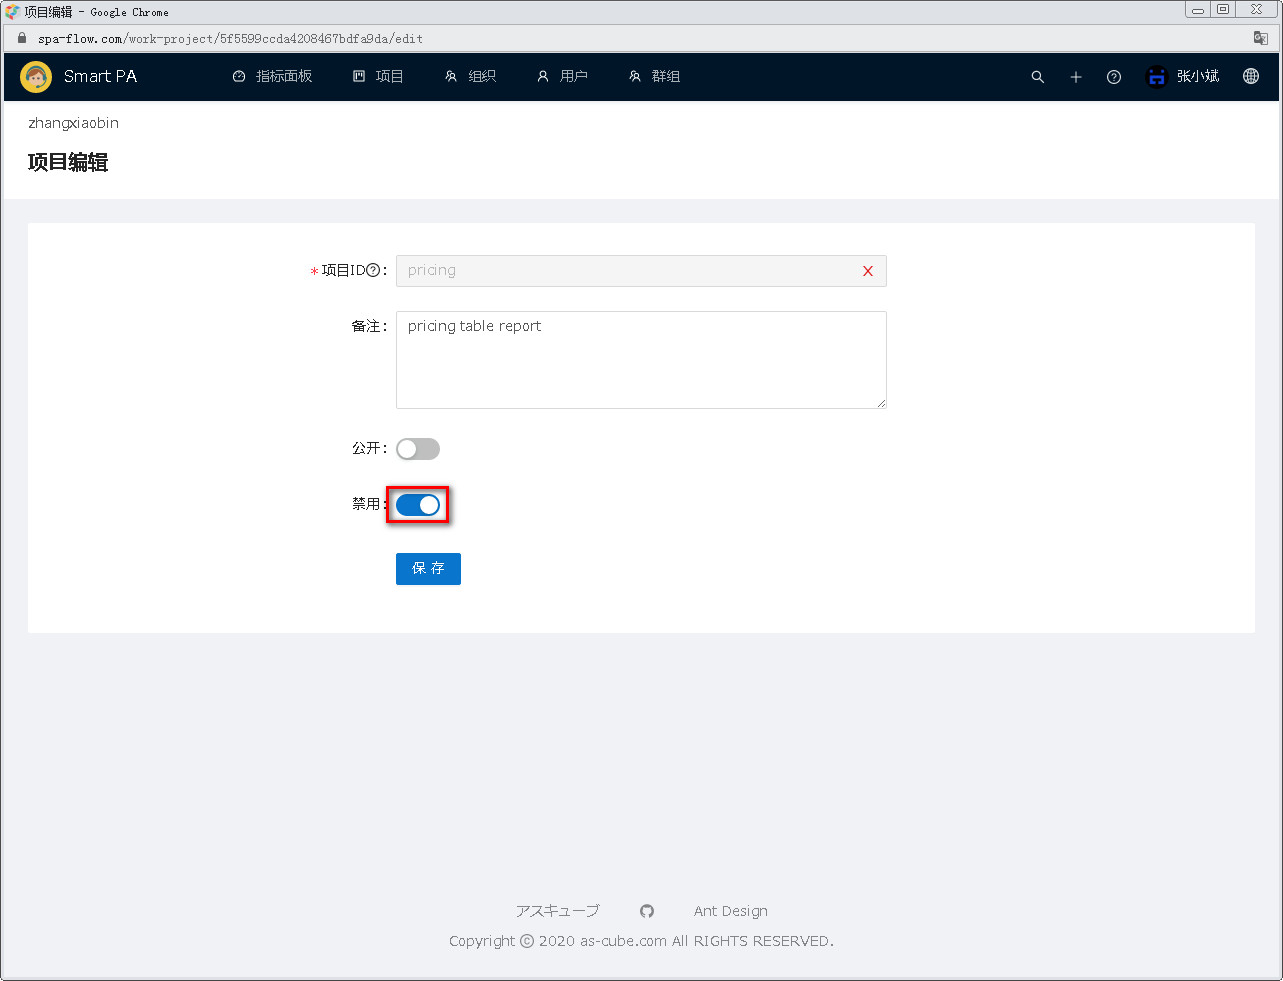 项目编辑 - Google Chrome
spa-flow.com/work-project/5f5599ccda4208467bdfa9da/edit
Smart PA 指标面板 项目 组织 用户 群组 张小斌
zhangxiaobin
项目编辑
* 项目ID: pricing X
备注: pricing table report
公开:
禁用:
保 存
アスキューブ Ant Design
Copyright © 2020 as-cube.com All RIGHTS RESERVED.